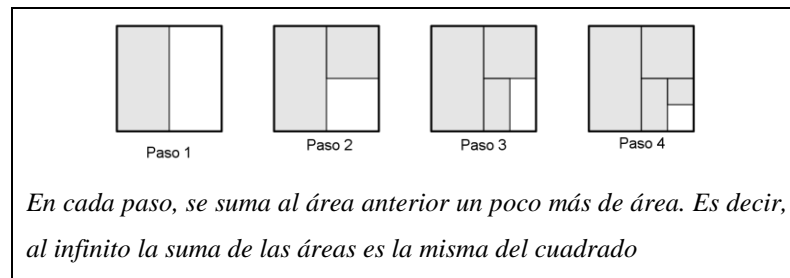 Paso 1 Paso 2 Paso 3 Paso 4
En cada paso, se suma al área anterior un poco más de área. Es decir,
al infinito la suma de las áreas es la misma del cuadrado